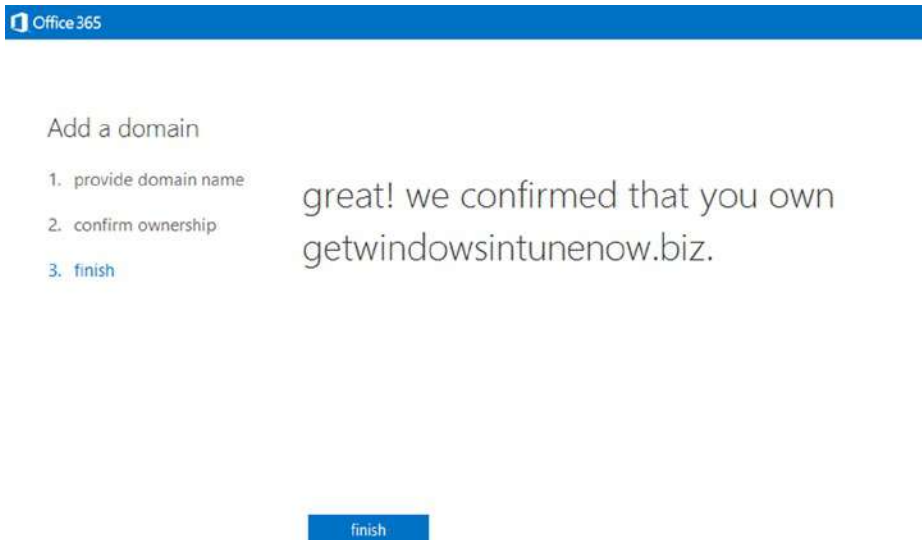 Office 365
Add a domain
1. provide domain name
2. confirm ownership
3. finish
great! we confirmed that you own
getwindowsintunenow.biz.
finish